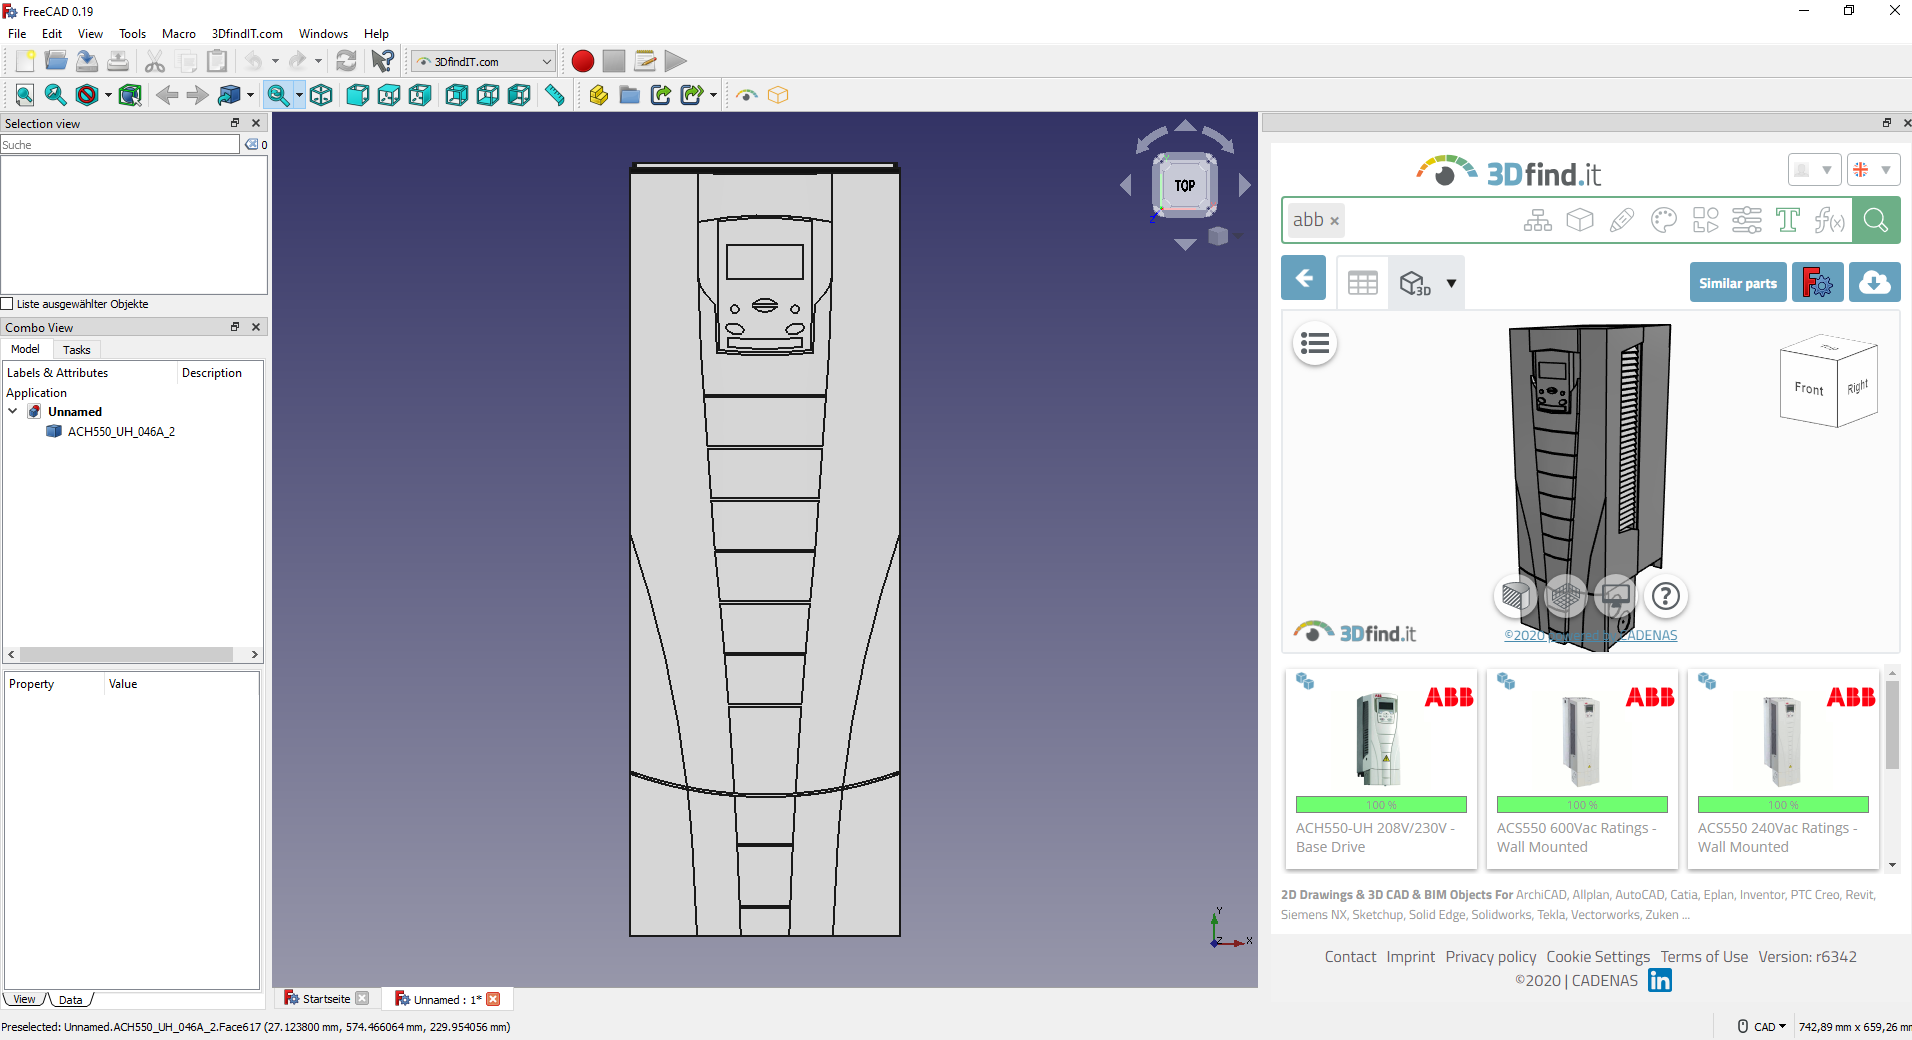 FreeCAD 0.19
File Edit View Tools Macro 3DfindIT.com Windows Help
3DfindIT.com
Selection view
Suche
0
Liste ausgewählter Objekte
Combo View
Model Tasks
Labels & Attributes Description
Application
Unnamed
ACH550_UH_046A_2
Property Value
View Data
TOP
Y
X
Z
Startseite
Unnamed : 1*
3Dfind.it
abb ×
T f(x)
3D
Similar parts
Top
Front
Right
3Dfind.it
©2020
CADENAS
ABB
100 %
ACH550-UH 208V/230V -
Base Drive
ABB
100 %
ACS550 600Vac Ratings -
Wall Mounted
ABB
100 %
ACS550 240Vac Ratings -
Wall Mounted
2D Drawings & 3D CAD & BIM Objects For ArchiCAD, Allplan, AutoCAD, Catia, Eplan, Inventor, PTC Creo, Revit,
Siemens NX, Sketchup, Solid Edge, Solidworks, Tekla, Vectorworks, Zuken ...
Contact Imprint Privacy policy Cookie Settings Terms of Use Version: r6342
©2020 | CADENAS in
Preselected: Unnamed.ACH550_UH_046A_2.Face617 (27.123800 mm, 574.466064 mm, 229.954056 mm)
CAD
742,89 mm x 659,26 mm